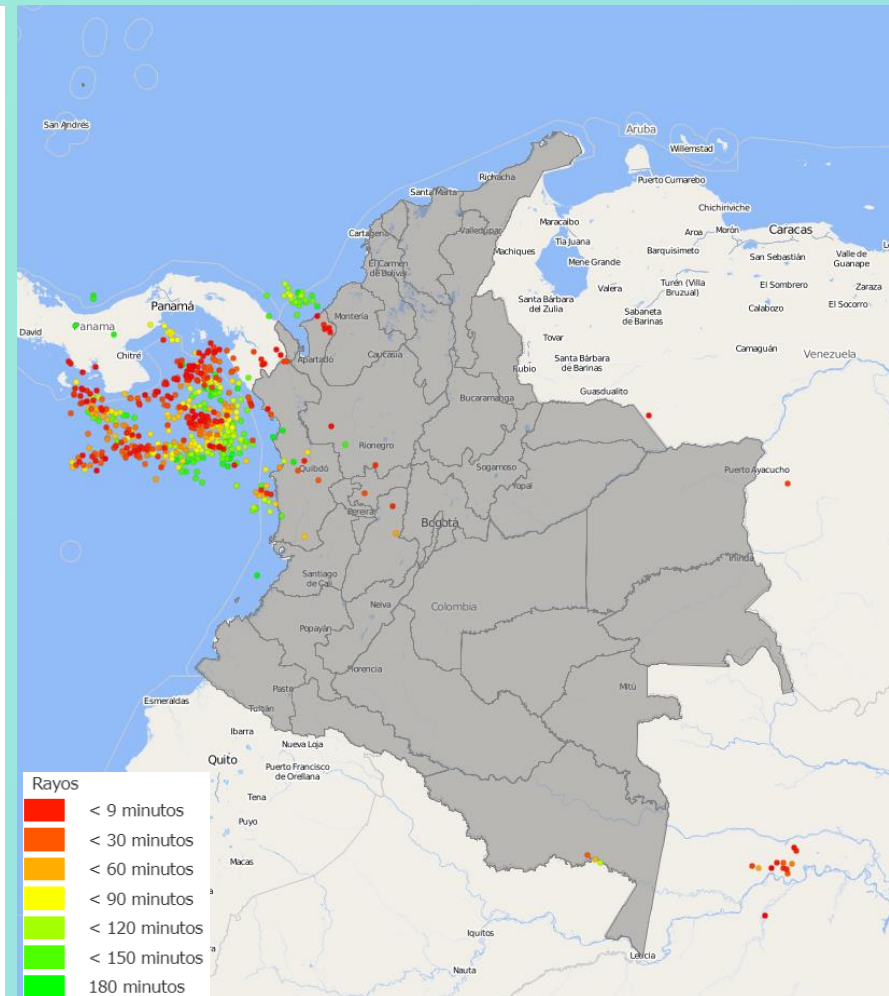 San Andrés
Aruba
Willemstad
Puerto Cumarebo
Riohacha
Santa Marta
Chichiriviche
Maracaibo
Cartagena
Valledupar
Tia Juana
Aroa
Morón
Caracas
Machiques
Barquisimeto
San Sebastián
Valle de
Guanape
El Carmen
de Bolívar
Mene Grande
Valera
Turén (Villa
Bruzual)
El Sombrero
Zaraza
Panamá
Santa Bárbara
del Zulia
Sabaneta
de Barinas
Calabozo
El Socorro
David
Panama
Montería
Chitré
Tovar
Camaguán
Caucasia
Apartadó
Santa Bárbara
de Barinas
Venezuela
Rubio
Guasdualito
Bucaramanga
Rionegro
Quibdó
Sogamoso
Puerto Ayacucho
Yopal
Pereira
Bogotá
Inírida
Santiago
de Cali
Neiva
Colombia
Popayán
Florencia
Mitú
Pasto
Esmeraldas
Tulcán
Ibarra
Nueva Loja
Quito
Puerto Francisco
de Orellana
Tena
Puyo
Macas
Iquitos
Leticia
Nauta
Rayos
< 9 minutos
< 30 minutos
< 60 minutos
< 90 minutos
< 120 minutos
< 150 minutos
180 minutos